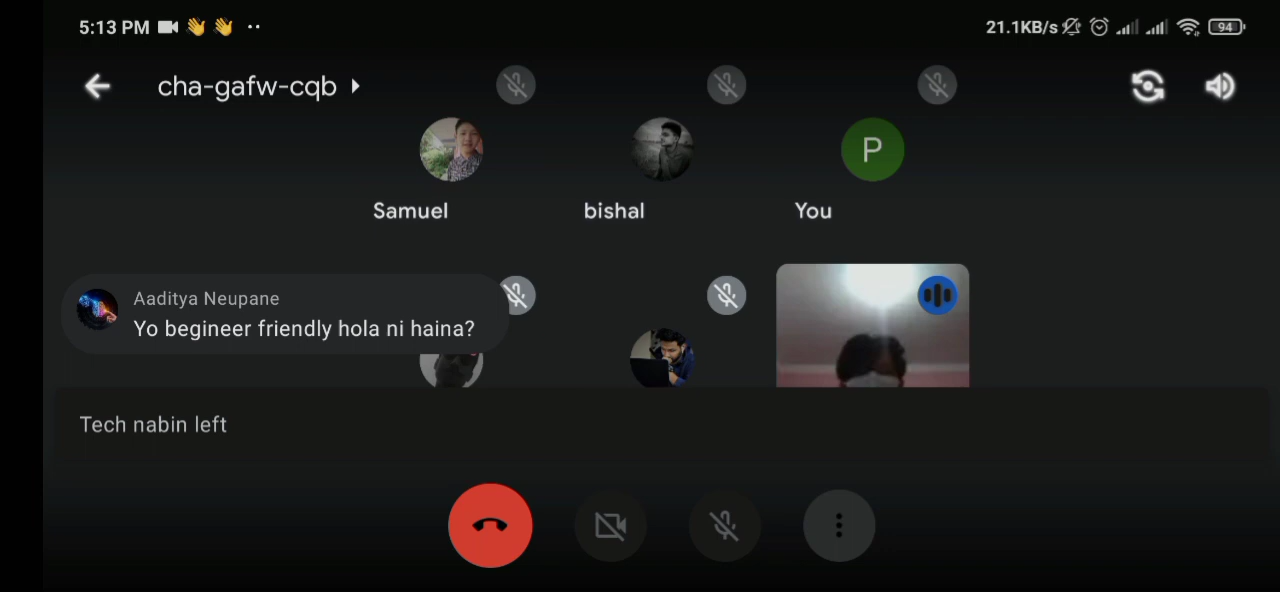 5:13 PM
21.1KB/s
94
cha-gafw-cqb
P
Samuel
bishal
You
Aaditya Neupane
Yo begineer friendly hola ni haina?
Tech nabin left